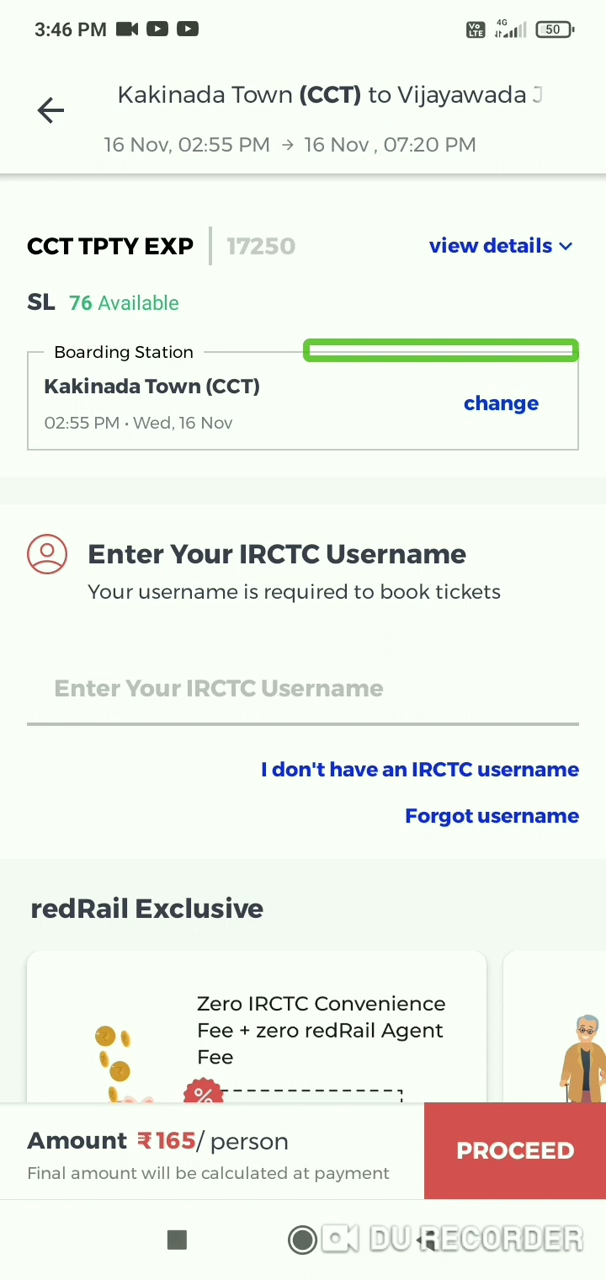 3:46 PM
Vo LTE 4G 50
Kakinada Town (CCT) to Vijayawada J
16 Nov, 02:55 PM → 16 Nov , 07:20 PM
CCT TPTY EXP | 17250 view details
SL 76 Available
Boarding Station
Kakinada Town (CCT)
change
02:55 PM • Wed, 16 Nov
Enter Your IRCTC Username
Your username is required to book tickets
Enter Your IRCTC Username
I don't have an IRCTC username
Forgot username
redRail Exclusive
Zero IRCTC Convenience
Fee + zero redRail Agent
Fee
%
Amount ₹165/ person
PROCEED
Final amount will be calculated at payment
DU RECORDER